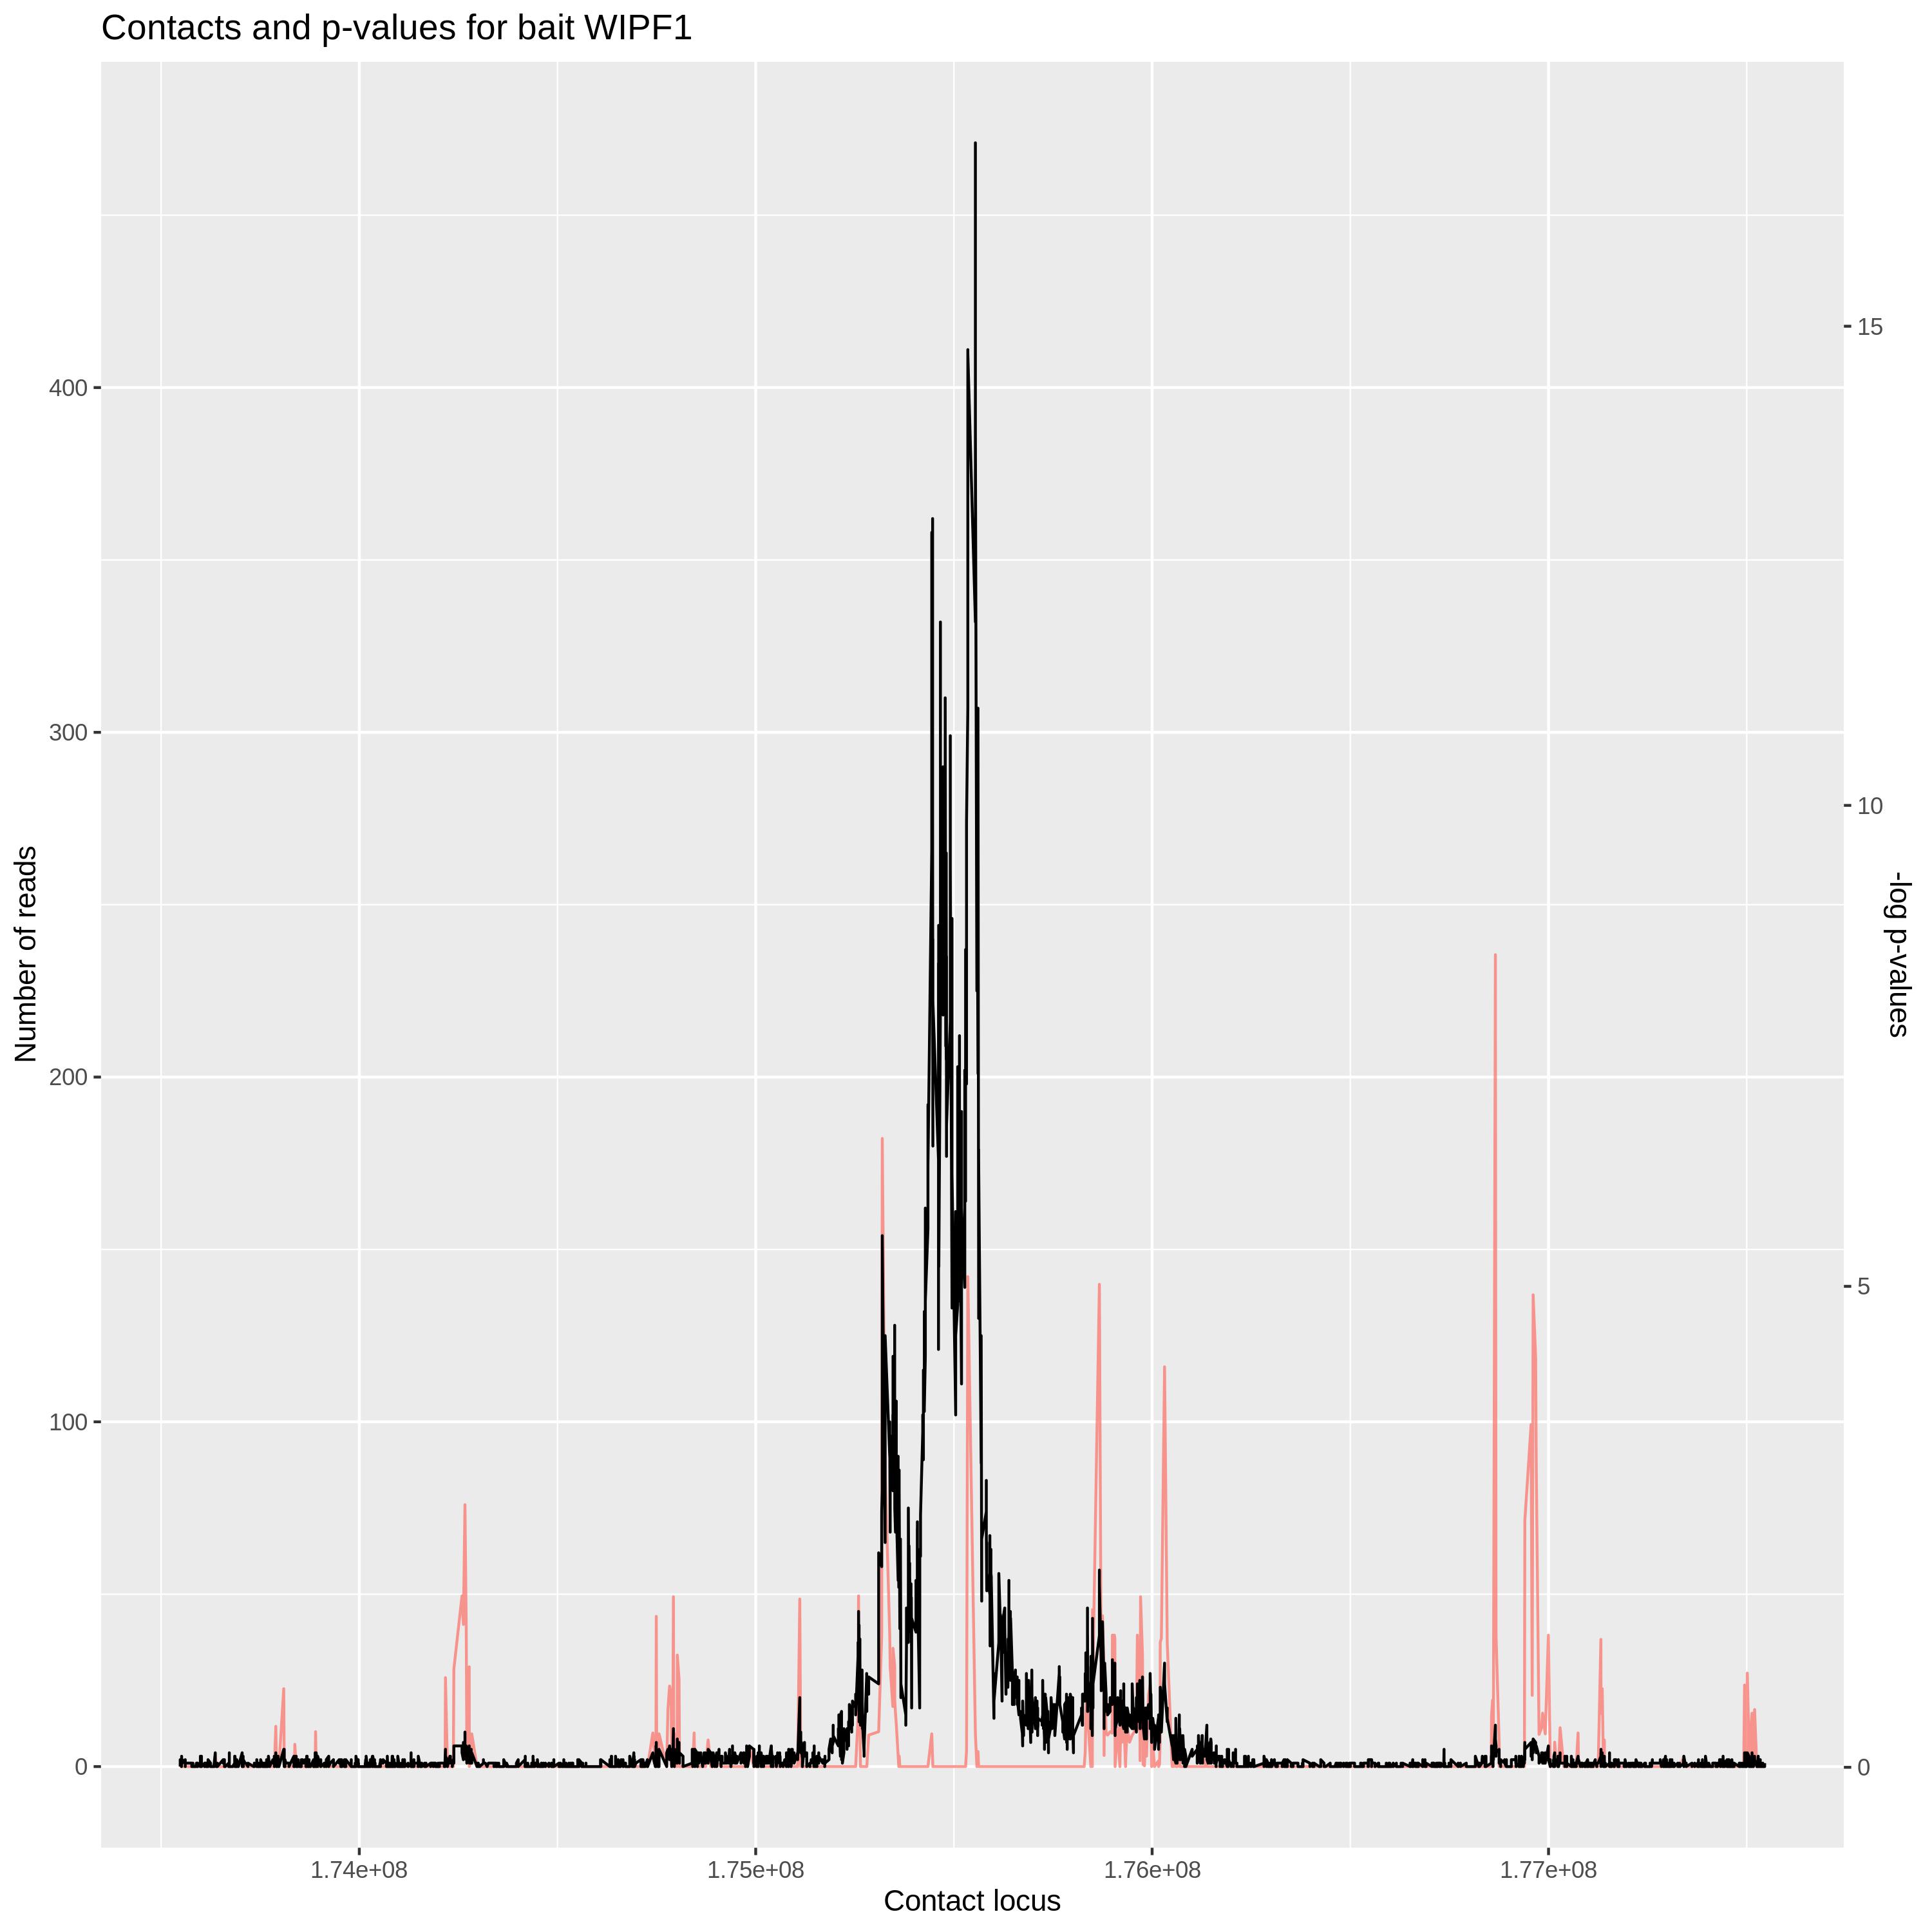 Contacts and p-values for bait WIPF1
Number of reads
400
300
200
100
0
15
10
5
0
-log p-values
1.74e+08
1.75e+08
1.76e+08
1.77e+08
Contact locus